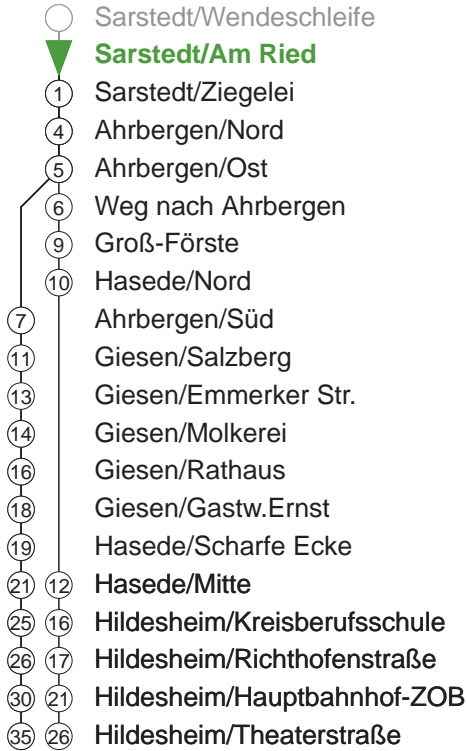 Sarstedt/Wendeschleife
Sarstedt/Am Ried
1 Sarstedt/Ziegelei
4 Ahrbergen/Nord
5 Ahrbergen/Ost
6 Weg nach Ahrbergen
9 Groß-Förste
10 Hasede/Nord
7 Ahrbergen/Süd
11 Giesen/Salzberg
13 Giesen/Emmerker Str.
14 Giesen/Molkerei
16 Giesen/Rathaus
18 Giesen/Gastw.Ernst
19 Hasede/Scharfe Ecke
21 12 Hasede/Mitte
25 16 Hildesheim/Kreisberufsschule
26 17 Hildesheim/Richthofenstraße
30 21 Hildesheim/Hauptbahnhof-ZOB
35 26 Hildesheim/Theaterstraße